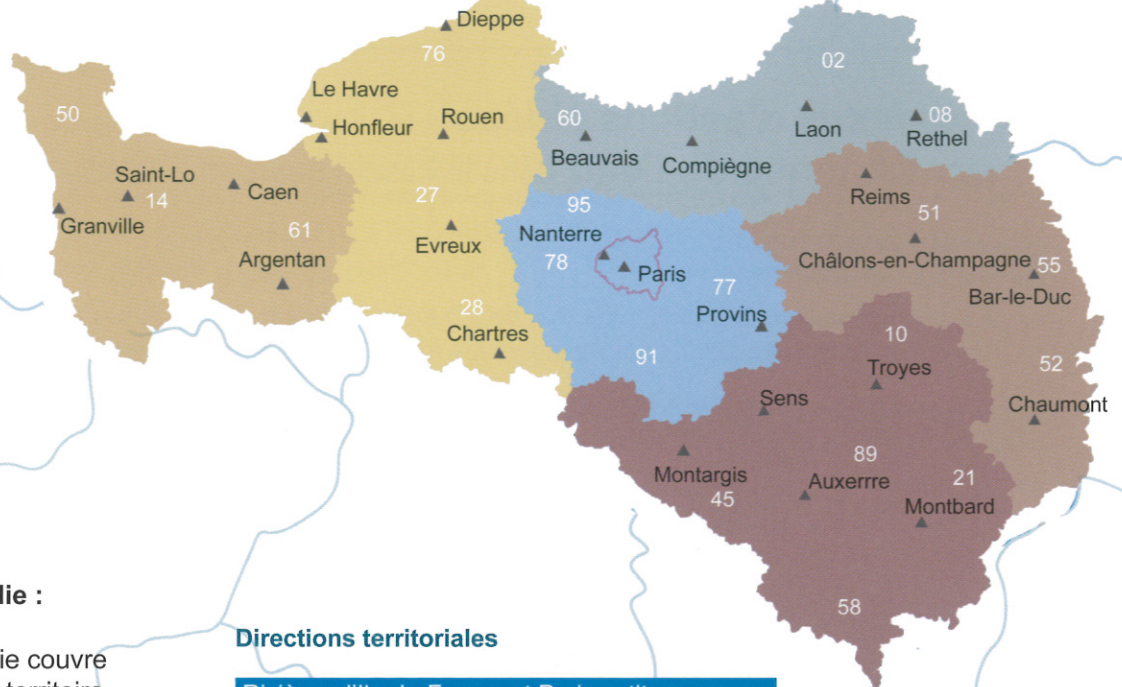 Dieppe
76
02
Le Havre
50
60
08
Honfleur
Rouen
Laon
Rethel
Beauvais
Compiègne
Saint-Lo
14
Caen
Reims
27
95
51
Granville
61
Evreux
Nanterre
Argentan
78
Paris
Châlons-en-Champagne
55
77
Bar-le-Duc
28
Provins
Chartres
10
91
Troyes
52
Sens
Chaumont
89
Montargis
Auxerrre
21
45
Montbard
58
die :
Directions territoriales
ie couvre
territoire